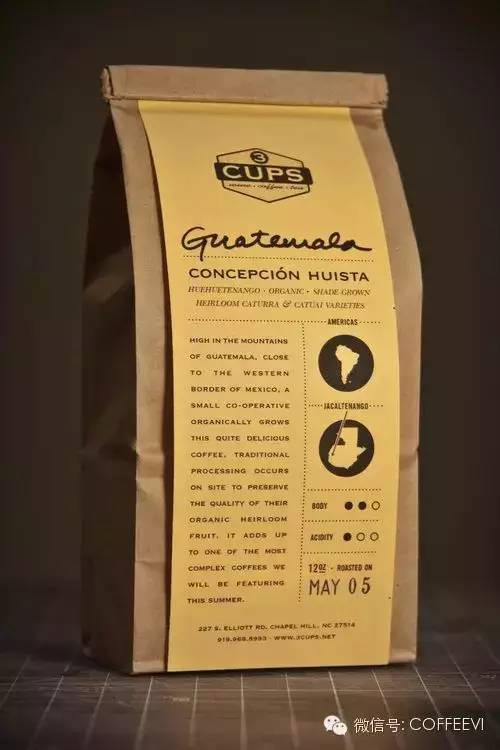 3
CUPS
wine • coffee • tea
Guatemala
CONCEPCIÓN HUISTA
HUEHUETENANGO • ORGANIC • SHADE GROWN
HEIRLOOM CATURRA & CATUAI VARIETIES
HIGH IN THE MOUNTAINS
OF GUATEMALA, CLOSE
TO THE WESTERN
BORDER OF MEXICO, A
SMALL CO-OPERATIVE
ORGANICALLY GROWS
THIS QUITE DELICIOUS
COFFEE. TRADITIONAL
PROCESSING OCCURS
ON SITE TO PRESERVE
THE QUALITY OF THEIR
ORGANIC HEIRLOOM
FRUIT. IT ADDS UP
TO ONE OF THE MOST
COMPLEX COFFEES WE
WILL BE FEATURING
THIS SUMMER.
AMERICAS
JACALTENANGO
BODY
ACIDITY
12OZ • ROASTED ON
MAY 05
227 S. ELLIOTT RD. CHAPEL HILL, NC 27514
919.968.8993 • WWW.3CUPS.NET
微信号: COFFEEVI